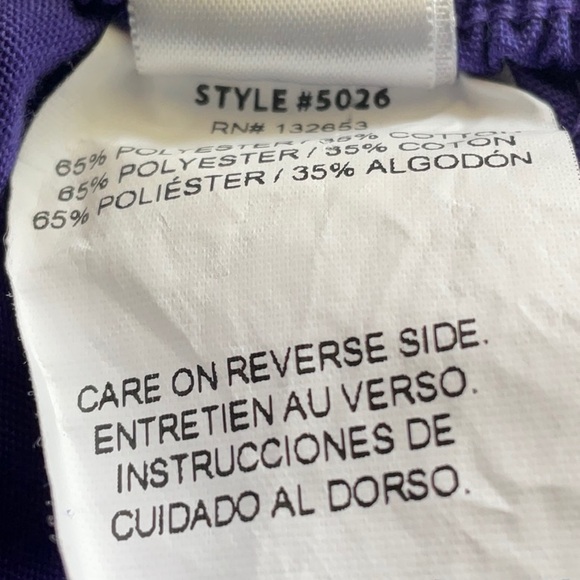 STYLE #5026
RN# 132653
65% POLYESTER / 35% COTTON
65% POLYESTER / 35% COTON
65% POLIÉSTER / 35% ALGODÓN
CARE ON REVERSE SIDE.
ENTRETIEN AU VERSO.
INSTRUCCIONES DE
CUIDADO AL DORSO.